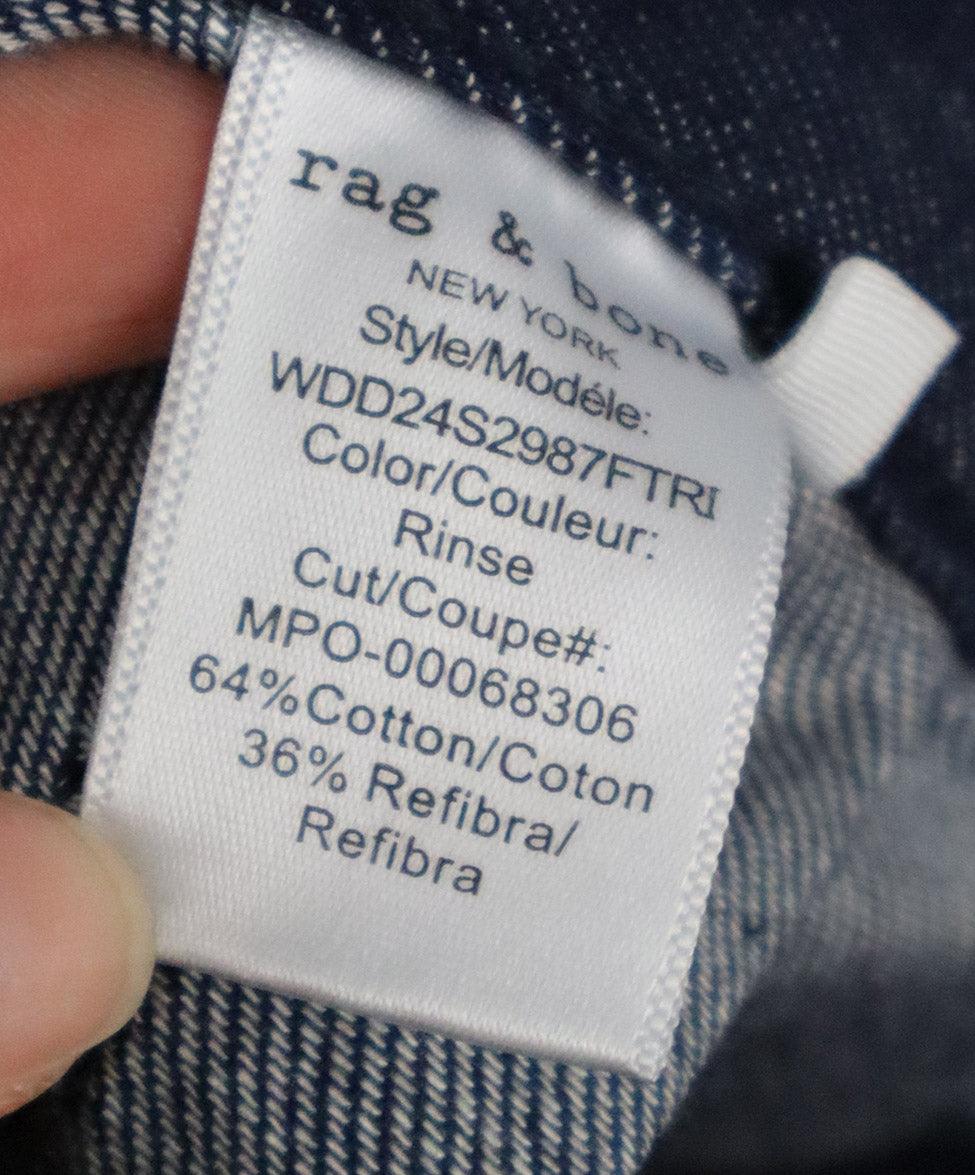 rag & bone
NEW YORK
Style/Modéle:
WDD24S2987FTRI
Color/Couleur:
Rinse
Cut/Coupe#:
MPO-00068306
64%Cotton/Coton
36% Refibra/
Refibra